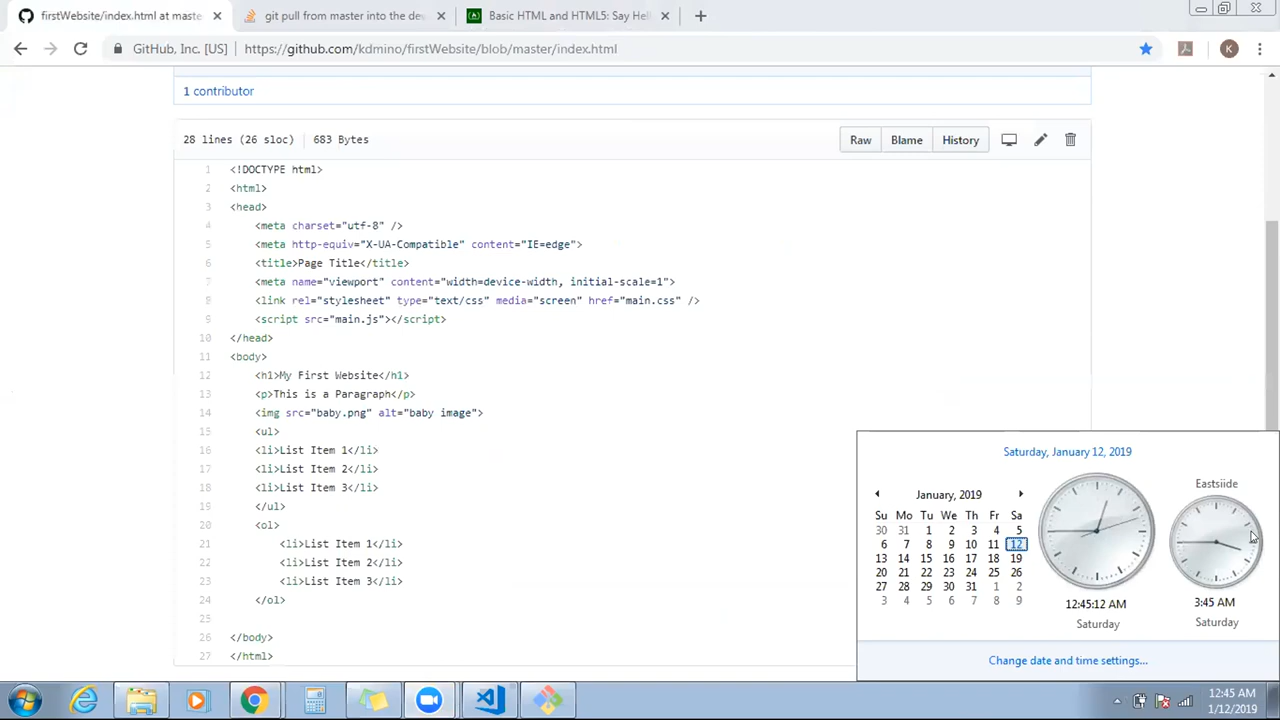 firstWebsite/index.html at maste
git pull from master into the dev
Basic HTML and HTML5: Say Hel
GitHub, Inc. [US]
https://github.com/kdmino/firstWebsite/blob/master/index.html
K
1 contributor
28 lines (26 sloc)
683 Bytes
Raw
Blame
History
1 <!DOCTYPE html>
2 <html>
3 <head>
4 <meta charset="utf-8" />
5 <meta http-equiv="X-UA-Compatible" content="IE=edge">
6 <title>Page Title</title>
7 <meta name="viewport" content="width=device-width, initial-scale=1">
8 <link rel="stylesheet" type="text/css" media="screen" href="main.css" />
9 <script src="main.js"></script>
10 </head>
11 <body>
12 <h1>My First Website</h1>
13 <p>This is a Paragraph</p>
14 <img src="baby.png" alt="baby image">
15 <ul>
16 <li>List Item 1</li>
17 <li>List Item 2</li>
18 <li>List Item 3</li>
19 </ul>
20 <ol>
21 <li>List Item 1</li>
22 <li>List Item 2</li>
23 <li>List Item 3</li>
24 </ol>
25
26 </body>
27 </html>
Saturday, January 12, 2019
January, 2019
Su Mo Tu We Th Fr Sa
30 31 1 2 3 4 5
6 7 8 9 10 11 12
13 14 15 16 17 18 19
20 21 22 23 24 25 26
27 28 29 30 31 1 2
3 4 5 6 7 8 9
12:45:12 AM
Saturday
Eastsiide
3:45 AM
Saturday
Change date and time settings...
12:45 AM
1/12/2019